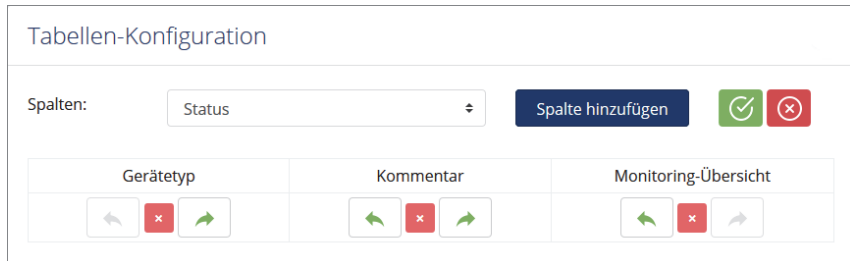 Tabellen-Konfiguration
Spalten: Status Spalte hinzufügen
Gerätetyp Kommentar Monitoring-Übersicht